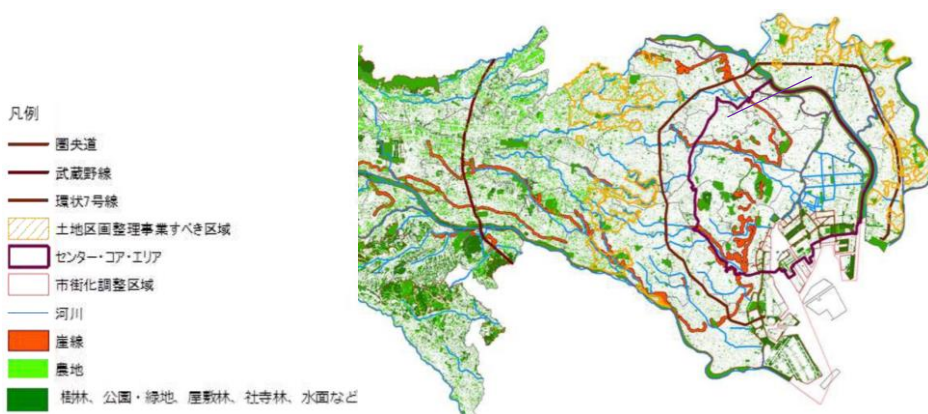 凡例
圏央道
武蔵野線
環状7号線
土地区画整理事業すべき区域
センター・コア・エリア
市街化調整区域
河川
崖線
農地
樹林、公園・緑地、屋敷林、社寺林、水面など